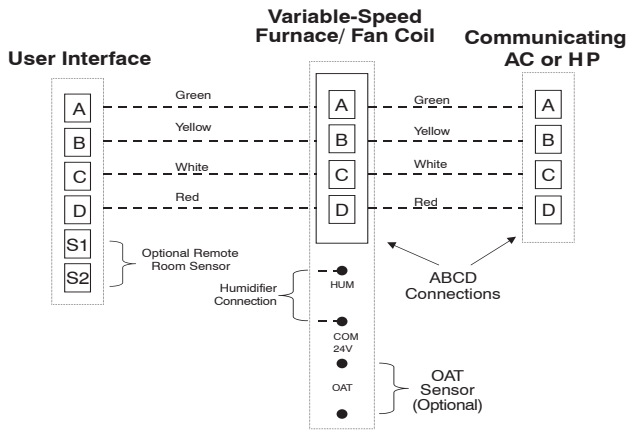 Variable-Speed
Furnace/ Fan Coil
Communicating
AC or HP
User Interface
A
Green
A
Green
A
B
Yellow
B
Yellow
B
C
White
C
White
C
D
Red
D
Red
D
S1
S2
Optional Remote
Room Sensor
Humidifier
Connection
HUM
COM
24V
OAT
ABCD
Connections
OAT
Sensor
(Optional)